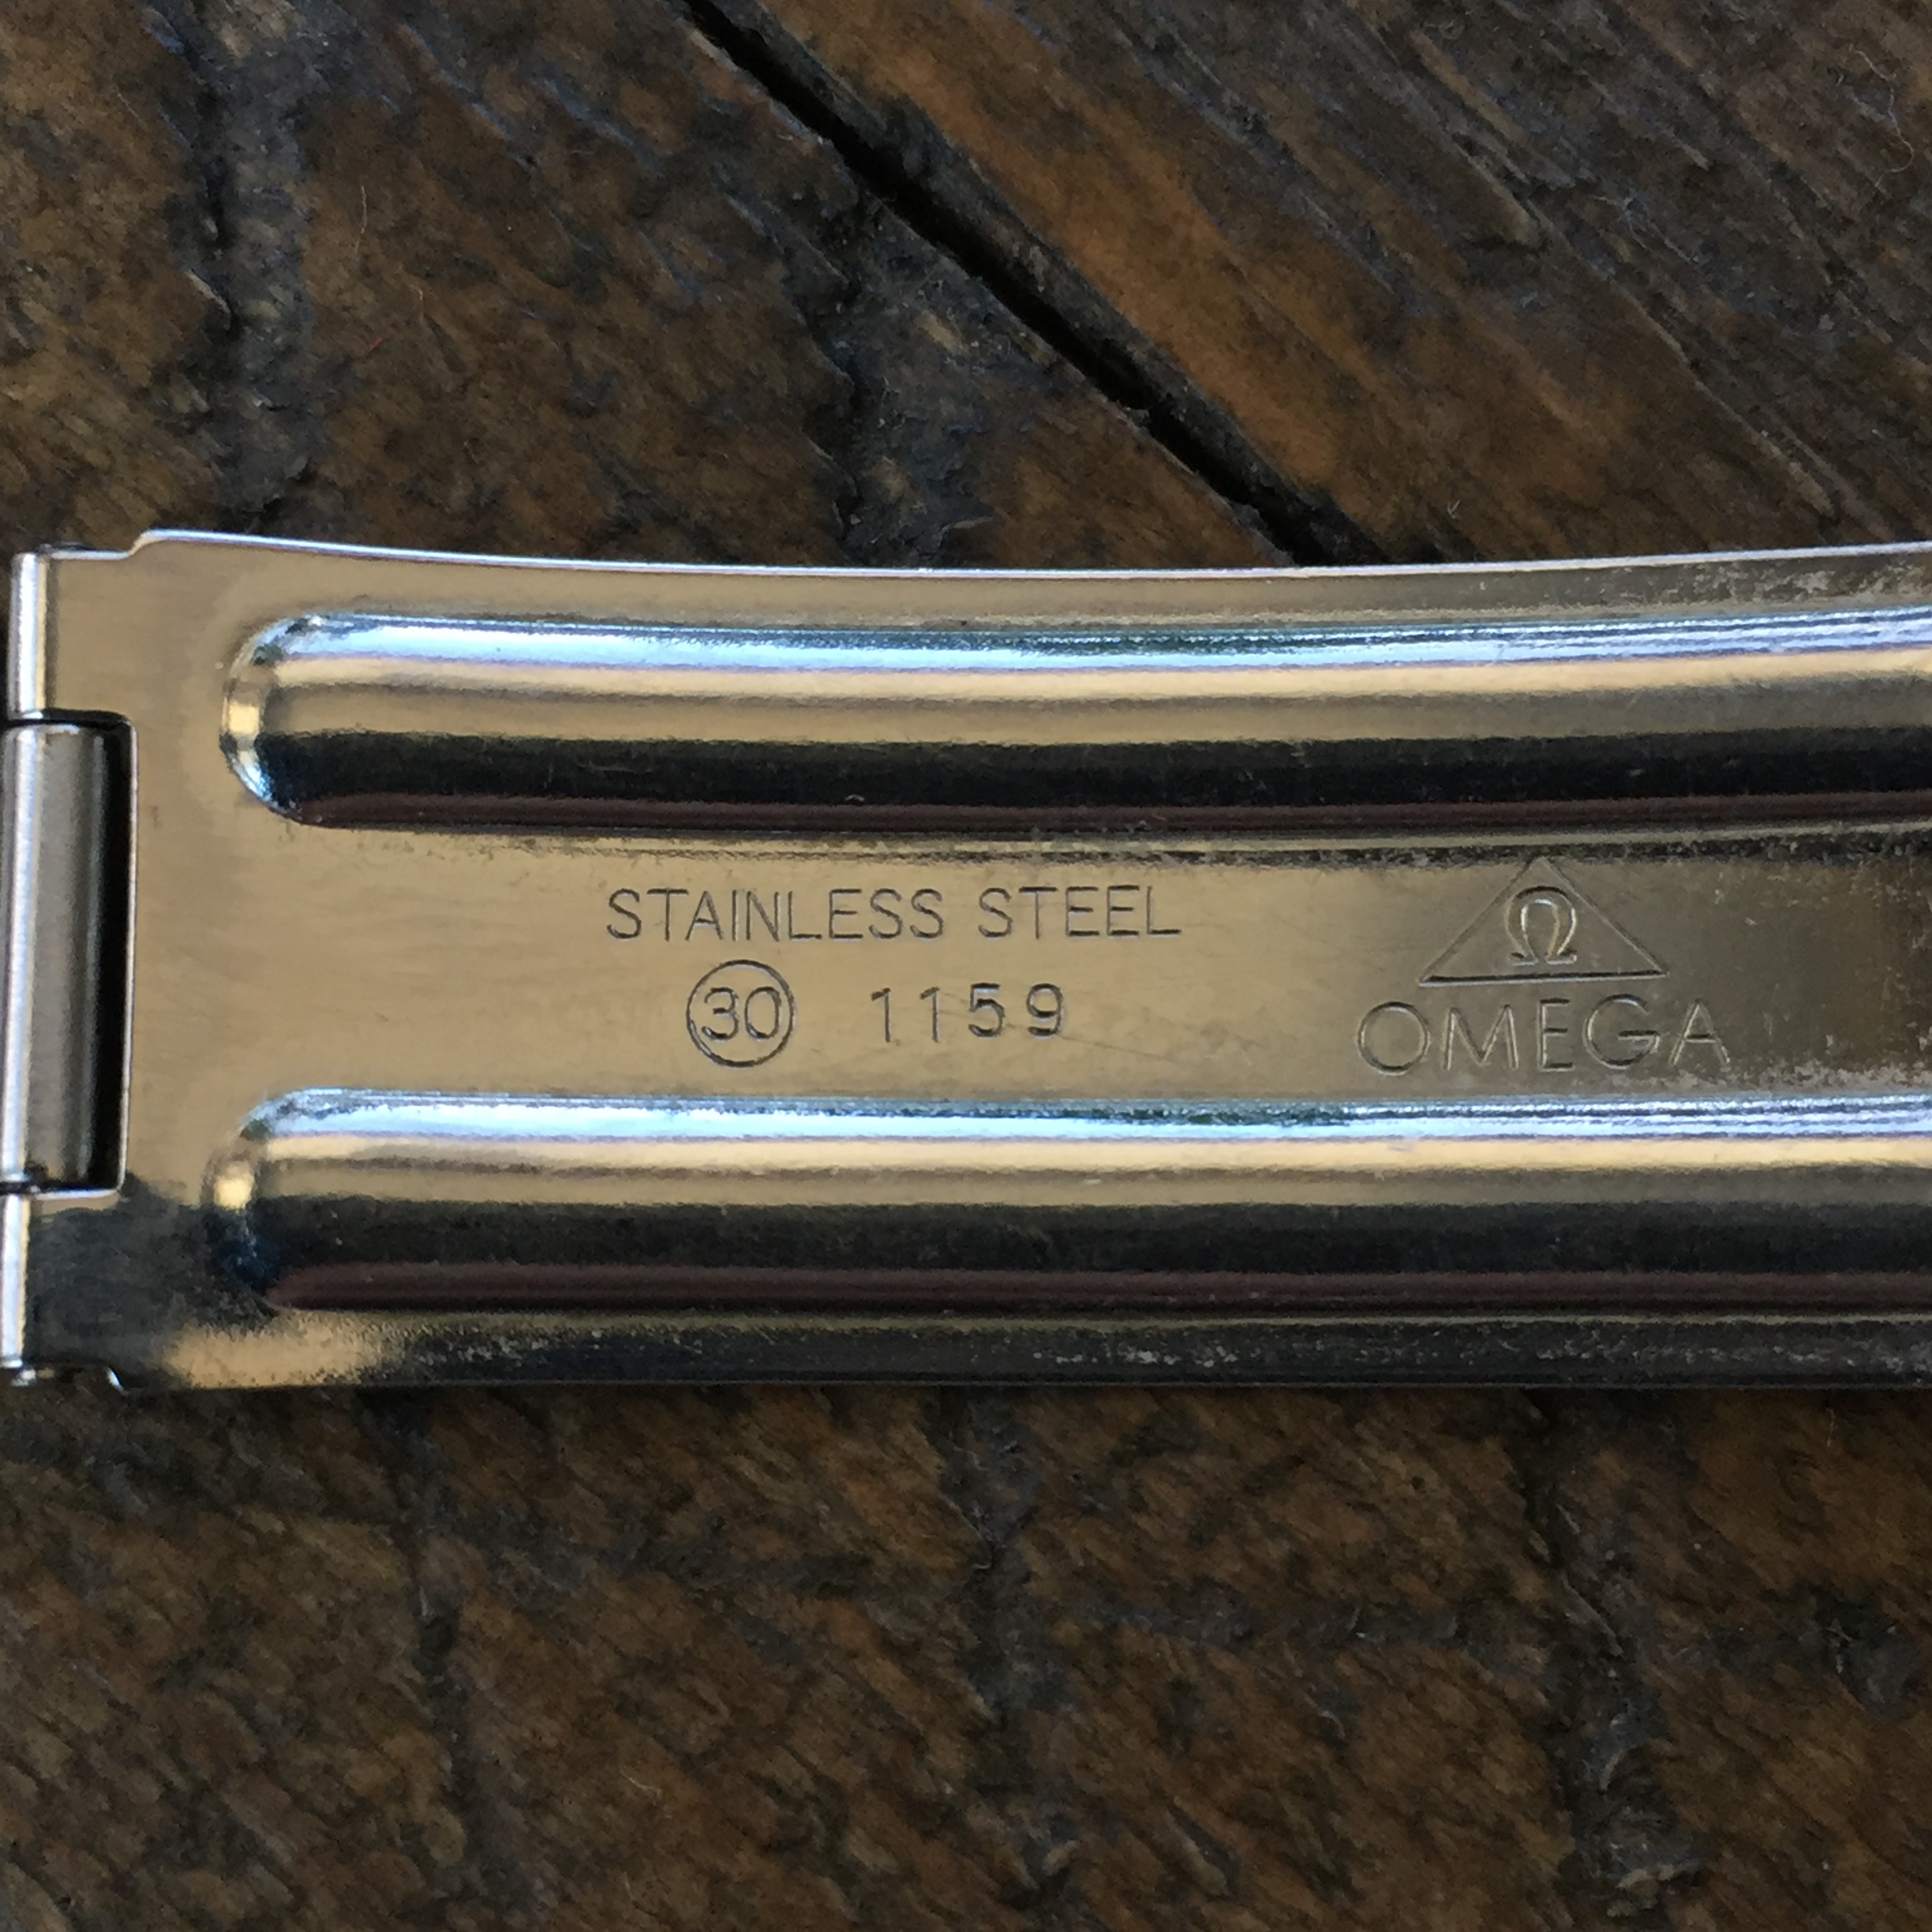 STAINLESS STEEL
30 1159
Ω
OMEGA